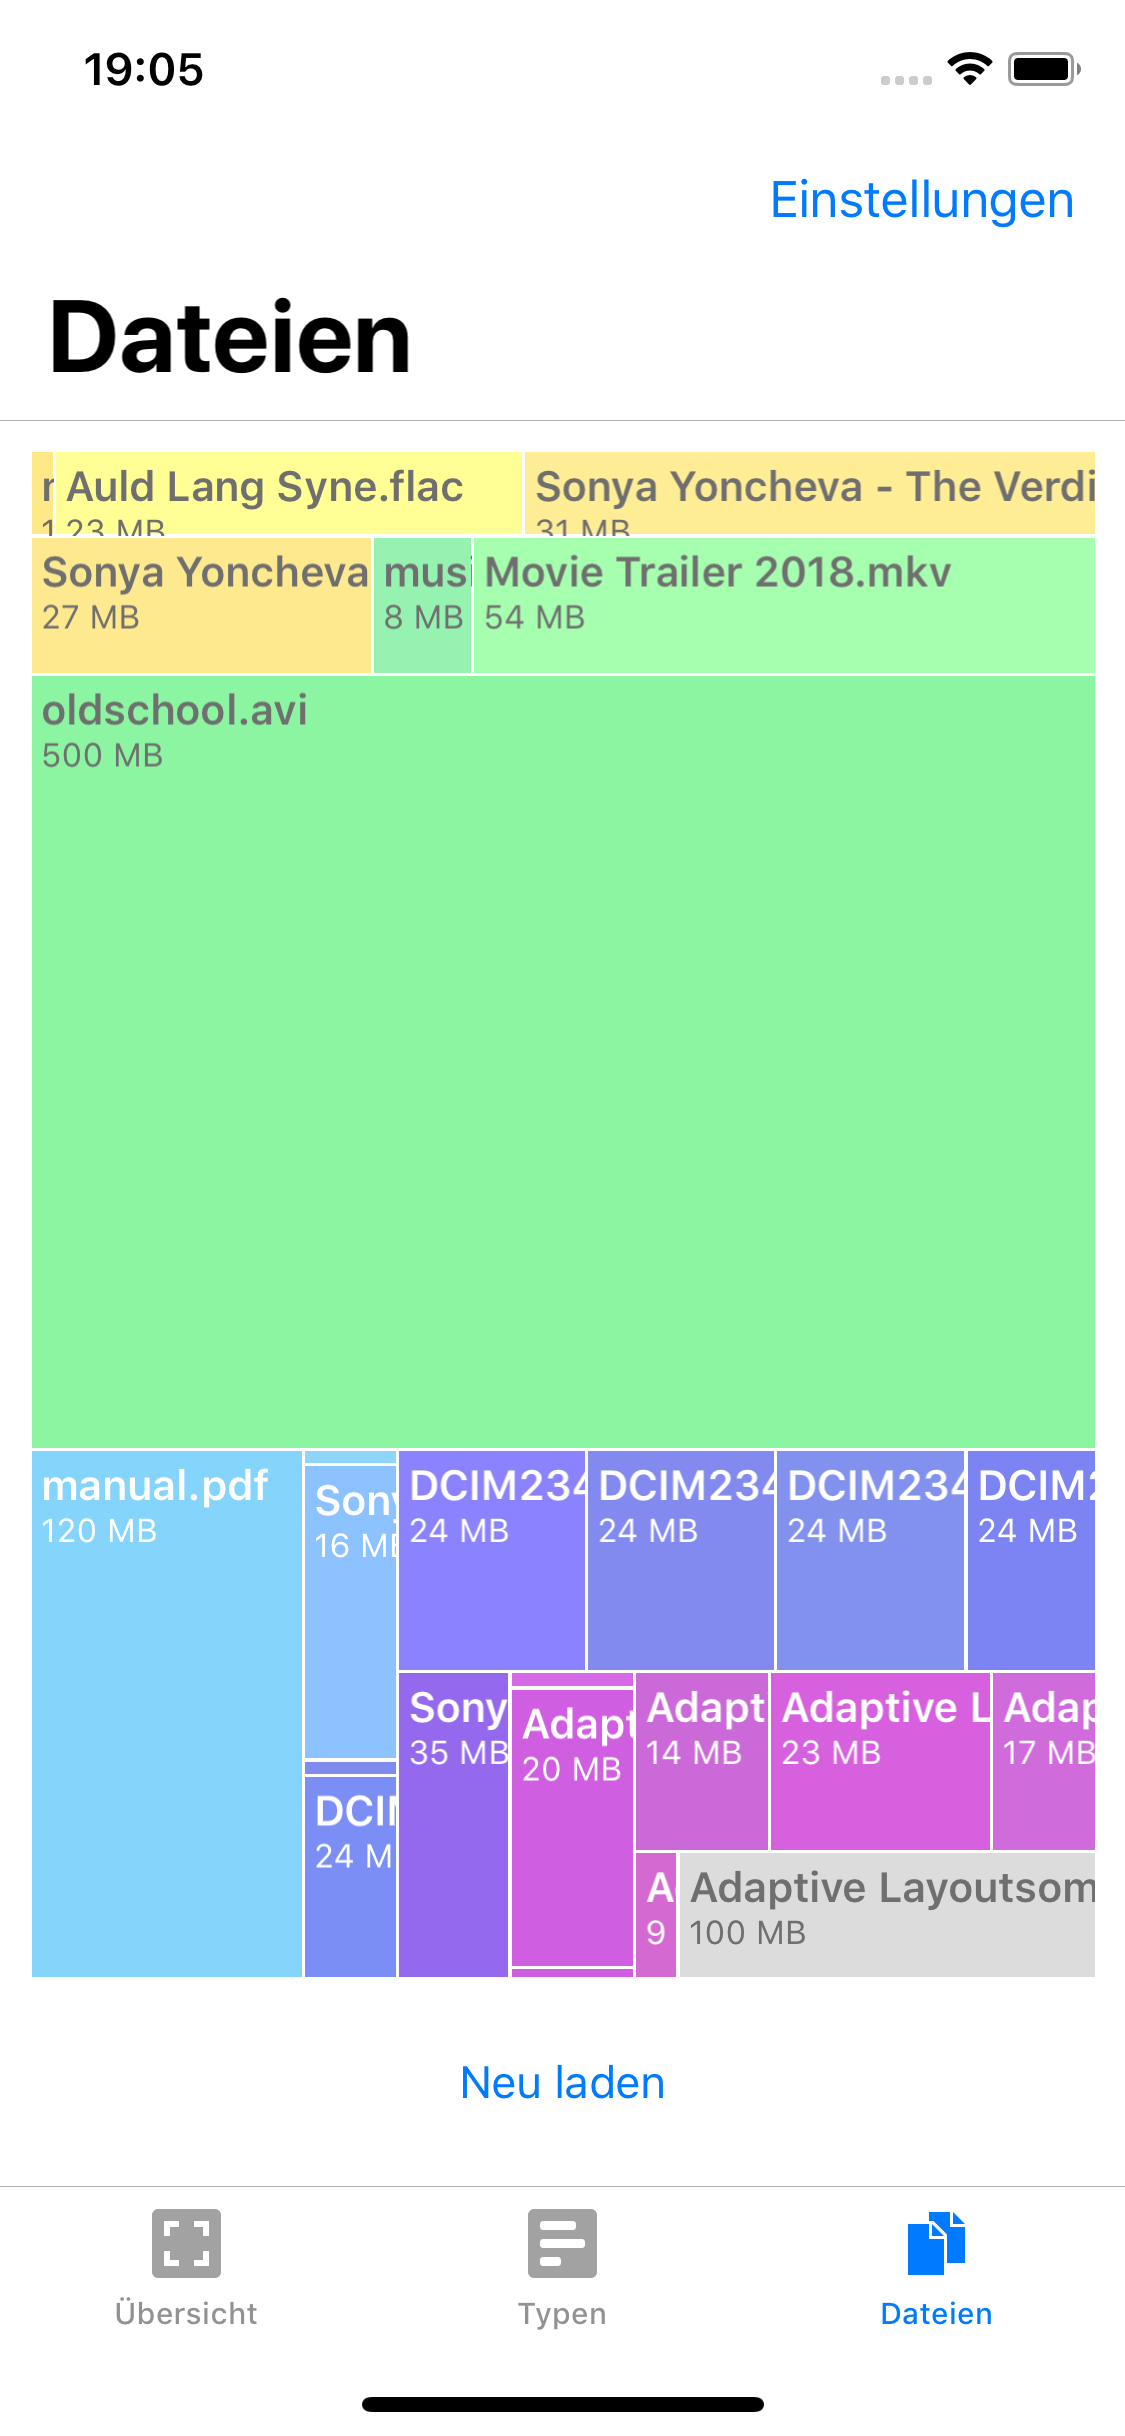 19:05
Einstellungen
Dateien
Auld Lang Syne.flac
23 MB
Sonya Yoncheva - The Verdi
31 MB
Sonya Yoncheva
27 MB
musi
8 MB
Movie Trailer 2018.mkv
54 MB
oldschool.avi
500 MB
manual.pdf
120 MB
Sony
16 MB
DCIM234
24 MB
DCIM234
24 MB
DCIM234
24 MB
DCIM2
24 MB
DCIM
24 M
Sony
35 MB
Adapt
20 MB
Adapt
14 MB
Adaptive L
23 MB
Adap
17 MB
A
9
Adaptive Layoutsom
100 MB
Neu laden
Übersicht
Typen
Dateien